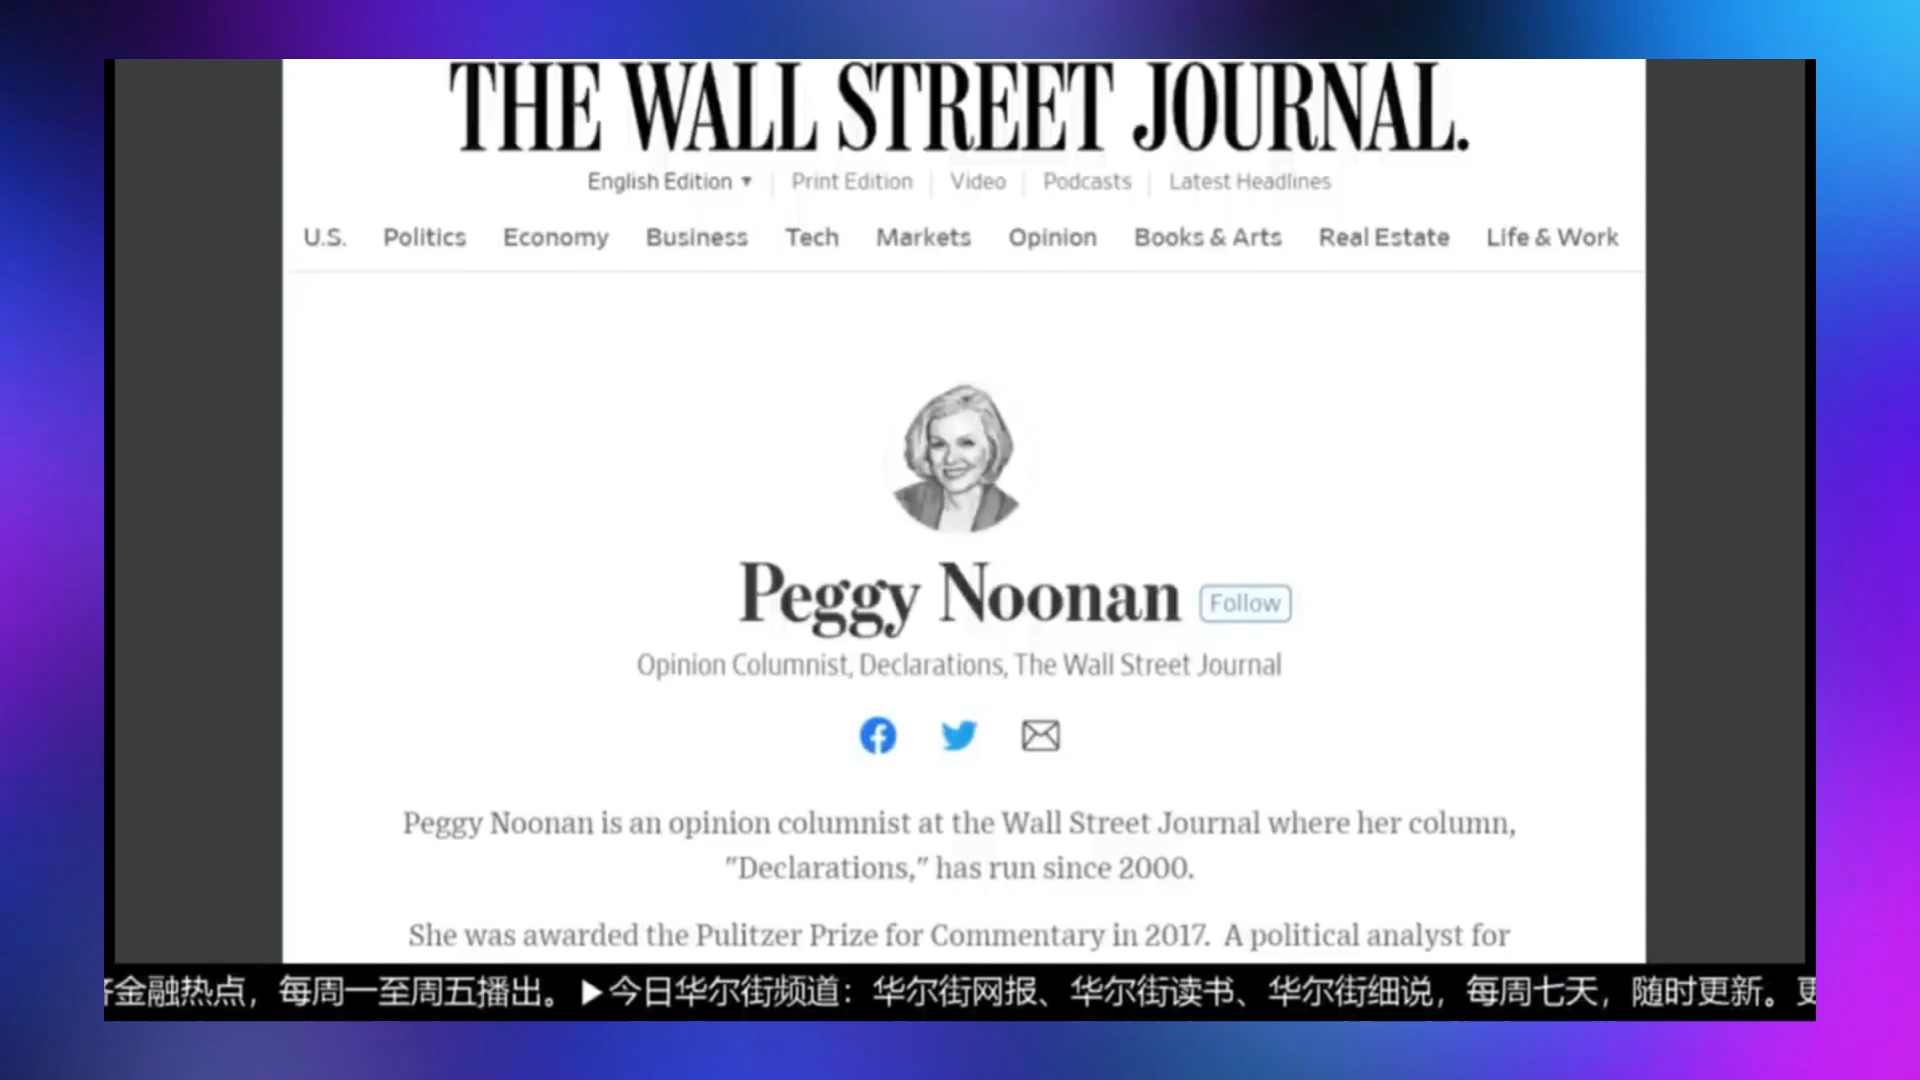 THE WALL STREET JOURNAL.
English Edition Print Edition Video Podcasts Latest Headlines
U.S. Politics Economy Business Tech Markets Opinion Books & Arts Real Estate Life & Work
Peggy Noonan Follow
Opinion Columnist, Declarations, The Wall Street Journal
Peggy Noonan is an opinion columnist at the Wall Street Journal where her column,
"Declarations," has run since 2000.
She was awarded the Pulitzer Prize for Commentary in 2017. A political analyst for
金融热点，每周一至周五播出。▶今日华尔街频道：华尔街网报、华尔街读书、华尔街细说，每周七天，随时更新。